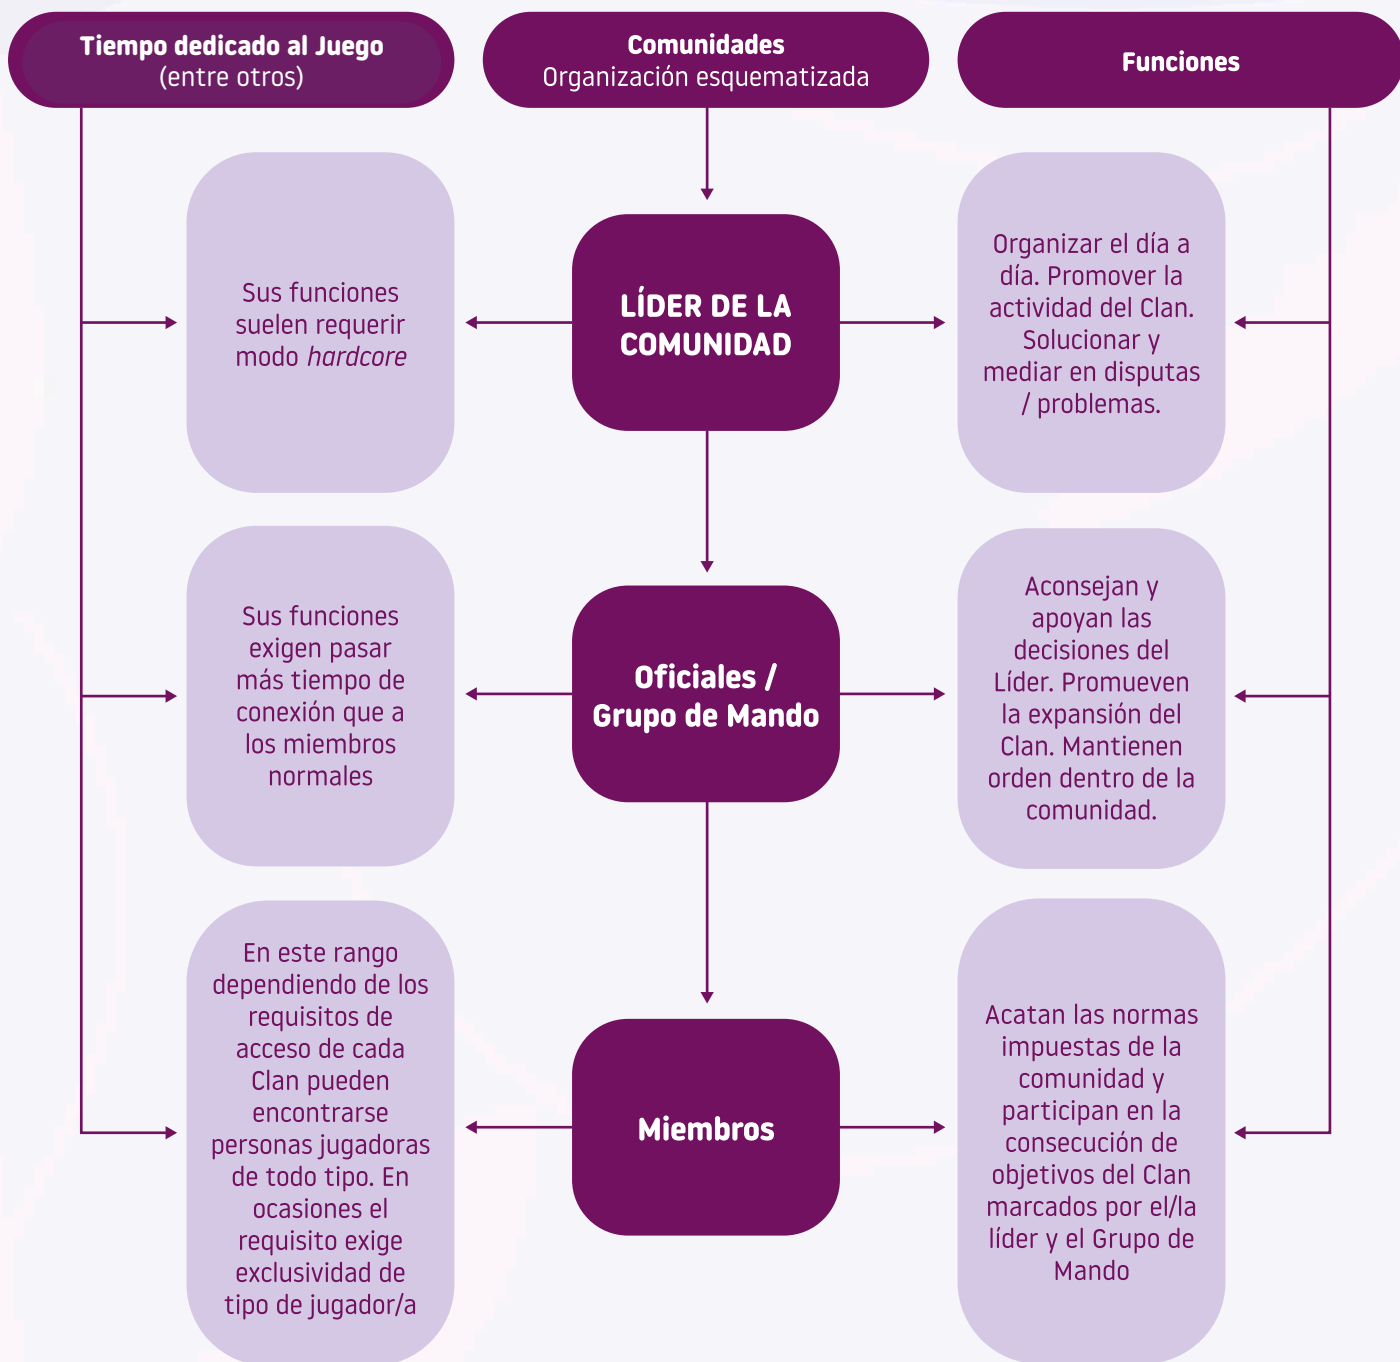 Tiempo dedicado al Juego
(entre otros)
Comunidades
Organización esquematizada
Funciones
Sus funciones
suelen requerir
modo hardcore
LÍDER DE LA
COMUNIDAD
Organizar el día a
día. Promover la
actividad del Clan.
Solucionar y
mediar en disputas
/ problemas.
Sus funciones
exigen pasar
más tiempo de
conexión que a
los miembros
normales
Oficiales /
Grupo de Mando
Aconsejan y
apoyan las
decisiones del
Líder. Promueven
la expansión del
Clan. Mantienen
orden dentro de la
comunidad.
En este rango
dependiendo de los
requisitos de
acceso de cada
Clan pueden
encontrarse
personas jugadoras
de todo tipo. En
ocasiones el
requisito exige
exclusividad de
tipo de jugador/a
Miembros
Acatan las normas
impuestas de la
comunidad y
participan en la
consecución de
objetivos del Clan
marcados por el/la
líder y el Grupo de
Mando